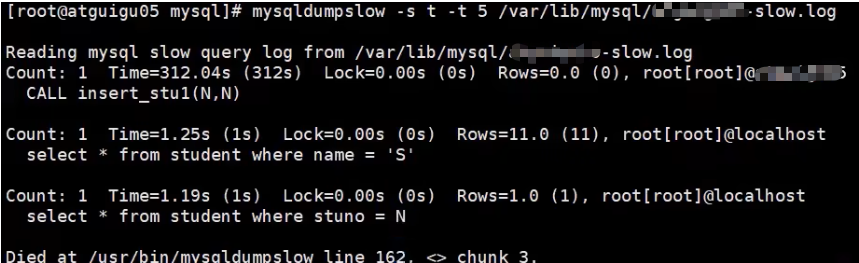 [root@atguigu05 mysql]# mysqldumpslow -s t -t 5 /var/lib/mysql/ -slow.log
Reading mysql slow query log from /var/lib/mysql/ -slow.log
Count: 1  Time=312.04s (312s)  Lock=0.00s (0s)  Rows=0.0 (0), root[root]@ 5
  CALL insert_stu1(N,N)
Count: 1  Time=1.25s (1s)  Lock=0.00s (0s)  Rows=11.0 (11), root[root]@localhost
  select * from student where name = 'S'
Count: 1  Time=1.19s (1s)  Lock=0.00s (0s)  Rows=1.0 (1), root[root]@localhost
  select * from student where stuno = N
Died at /usr/bin/mysqldumpslow line 162, <> chunk 3.